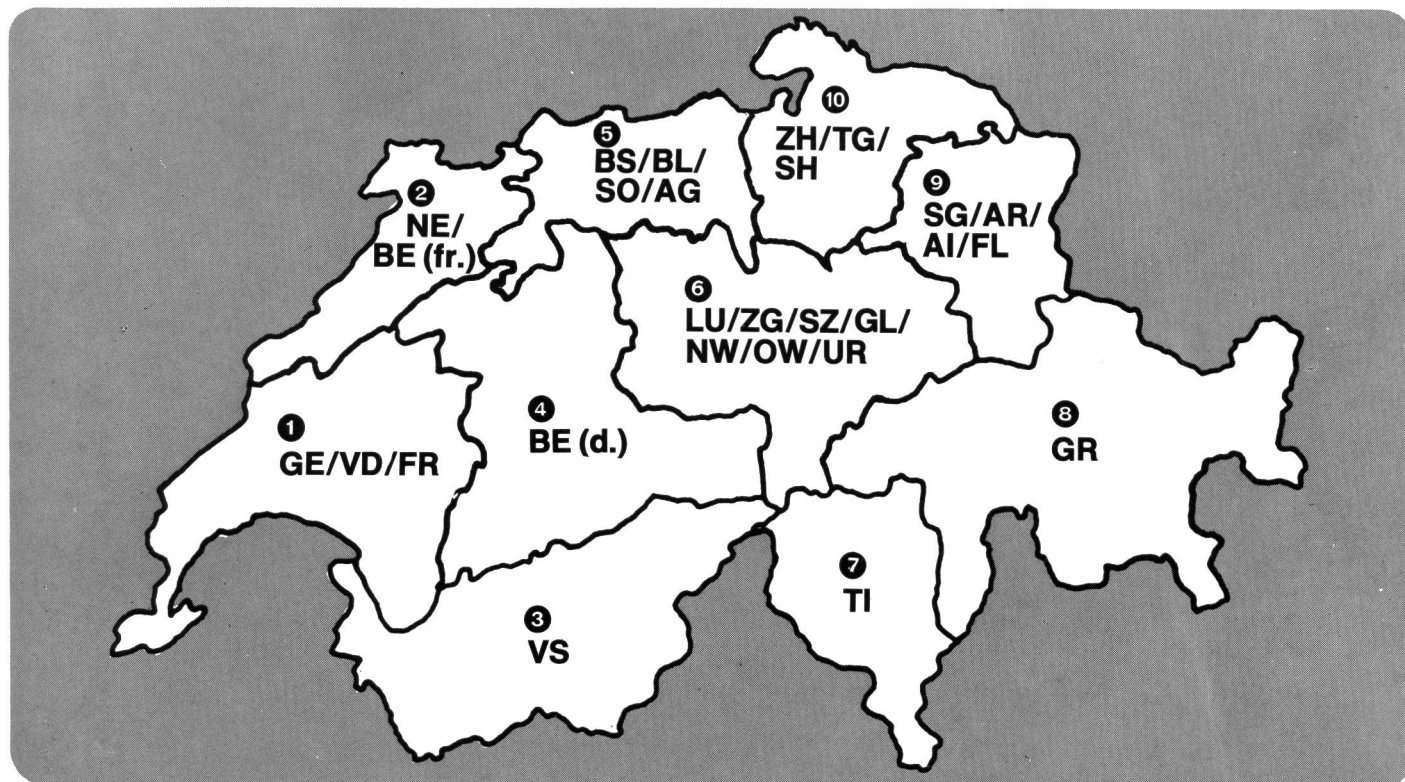 1
GE/VD/FR
2
NE/
BE (fr.)
3
VS
4
BE (d.)
5
BS/BL/
SO/AG
6
LU/ZG/SZ/GL/
NW/OW/UR
7
TI
8
GR
9
SG/AR/
AI/FL
10
ZH/TG/
SH